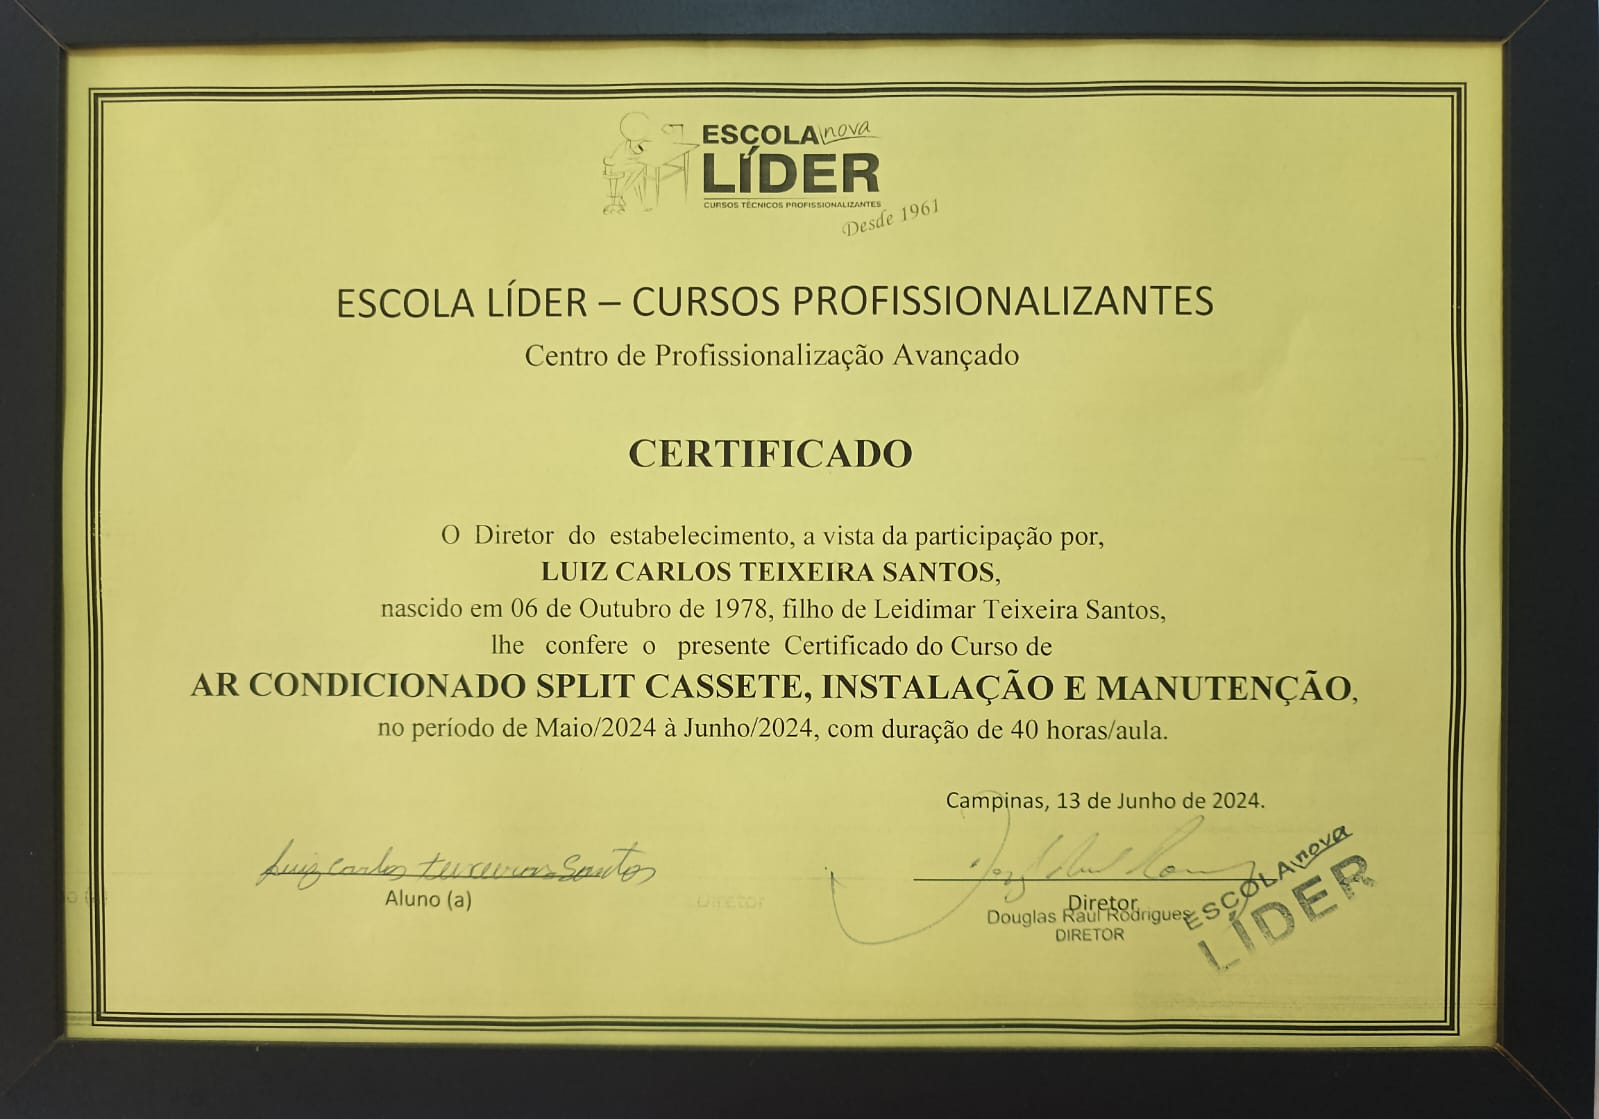 ESCOLA nova
LÍDER
CURSOS TÉCNICOS PROFISSIONALIZANTES
Desde 1961
ESCOLA LÍDER – CURSOS PROFISSIONALIZANTES
Centro de Profissionalização Avançado
CERTIFICADO
O Diretor do estabelecimento, a vista da participação por,
LUIZ CARLOS TEIXEIRA SANTOS,
nascido em 06 de Outubro de 1978, filho de Leidimar Teixeira Santos,
lhe confere o presente Certificado do Curso de
AR CONDICIONADO SPLIT CASSETE, INSTALAÇÃO E MANUTENÇÃO,
no período de Maio/2024 à Junho/2024, com duração de 40 horas/aula.
Campinas, 13 de Junho de 2024.
Luiz Carlos Teixeira Santos
Aluno (a)
DIRETOR
Diretor
Douglas Raul Rodrigues
DIRETOR
ESCOLA nova
LÍDER